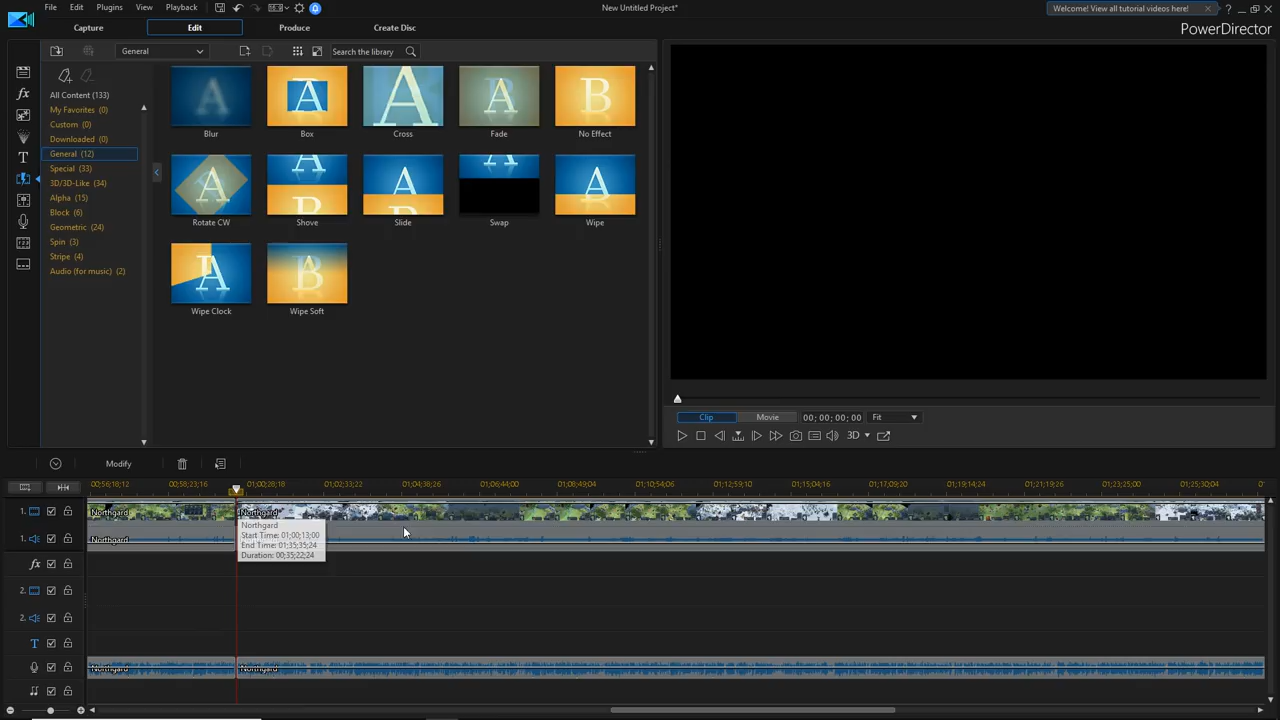 File Edit Plugins View Playback
New Untitled Project*
Welcome! View all tutorial videos here!
Capture Edit Produce Create Disc
PowerDirector
General
Search the library
All Content (133)
My Favorites (0)
Custom (0)
Downloaded (0)
General (12)
Special (33)
3D/3D-Like (34)
Alpha (15)
Block (6)
Geometric (24)
Spin (3)
Stripe (4)
Audio (for music) (2)
Blur Box Cross Fade No Effect
Rotate CW Shove Slide Swap Wipe
Wipe Clock Wipe Soft
Clip Movie 00; 00; 00; 00 Fit
3D
Modify
00;56;18;12 00;58;23;16 01;00;28;18 01;02;33;22 01;04;38;26 01;06;44;00 01;08;49;04 01;10;54;06 01;12;59;10 01;15;04;16 01;17;09;20 01;19;14;24 01;21;19;26 01;23;25;00 01;25;30;04
1. Northgard Northgard
Northgard
Start Time: 01;00;13;00
End Time: 01;35;35;24
Duration: 00;35;22;24
1. Northgard
fx
2.
2.
T
Northgard Northgard